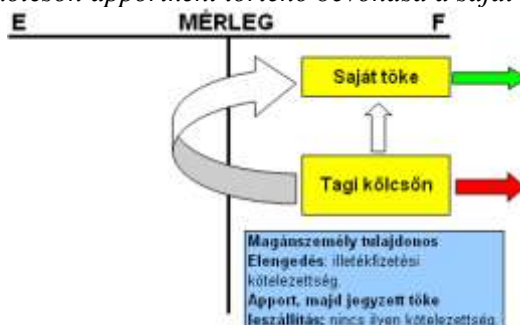 kölcsön apportként történő bevonása a saját
E MÉRLEG F
Saját tőke
Tagi kölcsön
Magánszemély tulajdonos
Elengedés: illetékfizetési
kötelezettség
Apport, majd jegyzett tőke
leszállítás: nincs ilyen kötelezettség